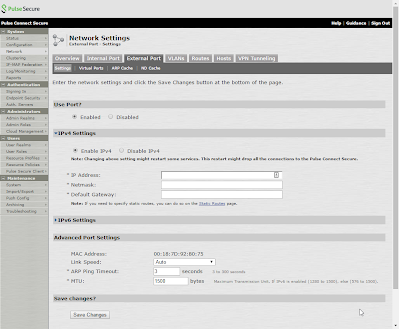 Pulse Secure
Pulse Connect Secure
Help | Guidance | Sign Out
System
Status
Configuration
Network
Clustering
IF-MAP Federation
Log/Monitoring
Reports
Authentication
Signing In
Endpoint Security
Auth. Servers
Administrators
Admin Realms
Admin Roles
Cloud Management
Users
User Realms
User Roles
Resource Profiles
Resource Policies
Pulse Secure Client
Maintenance
System
Import/Export
Push Config
Archiving
Troubleshooting
Network Settings
External Port - Settings
Overview Internal Port External Port VLANs Routes Hosts VPN Tunneling
Settings | Virtual Ports | ARP Cache | ND Cache
Enter the network settings and click the Save Changes button at the bottom of the page.
Use Port?
Enabled Disabled
IPv4 Settings
Enable IPv4 Disable IPv4
Note: Changing above setting might restart some services. This restart might drop all the connections to the Pulse Connect Secure.
* IP Address:
* Netmask:
* Default Gateway:
Note: If you need to specify static routes, you can do so on the Static Routes page.
IPv6 Settings
Advanced Port Settings
MAC Address: 00:18:7D:92:80:75
Link Speed: Auto
* ARP Ping Timeout: 3 seconds 3 to 300 seconds
* MTU: 1500 bytes Maximum Transmission Unit. If IPv6 is enabled [1280 to 1500], else [576 to 1500].
Save changes?
Save Changes